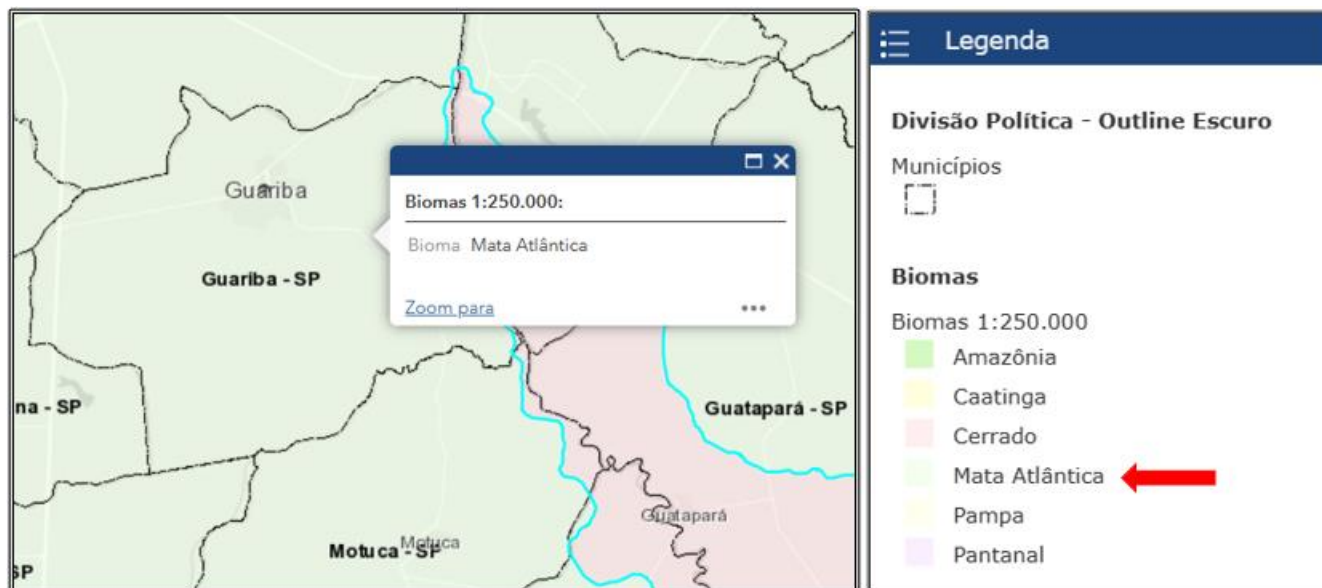 Guariba
Biomas 1:250.000:
Bioma Mata Atlântica
Zoom para
Guariba - SP
na - SP
Guatapará - SP
Guatapará
Motuca - SP
Motuca
SP
Legenda
Divisão Política - Outline Escuro
Municípios
Biomas
Biomas 1:250.000
Amazônia
Caatinga
Cerrado
Mata Atlântica
Pampa
Pantanal